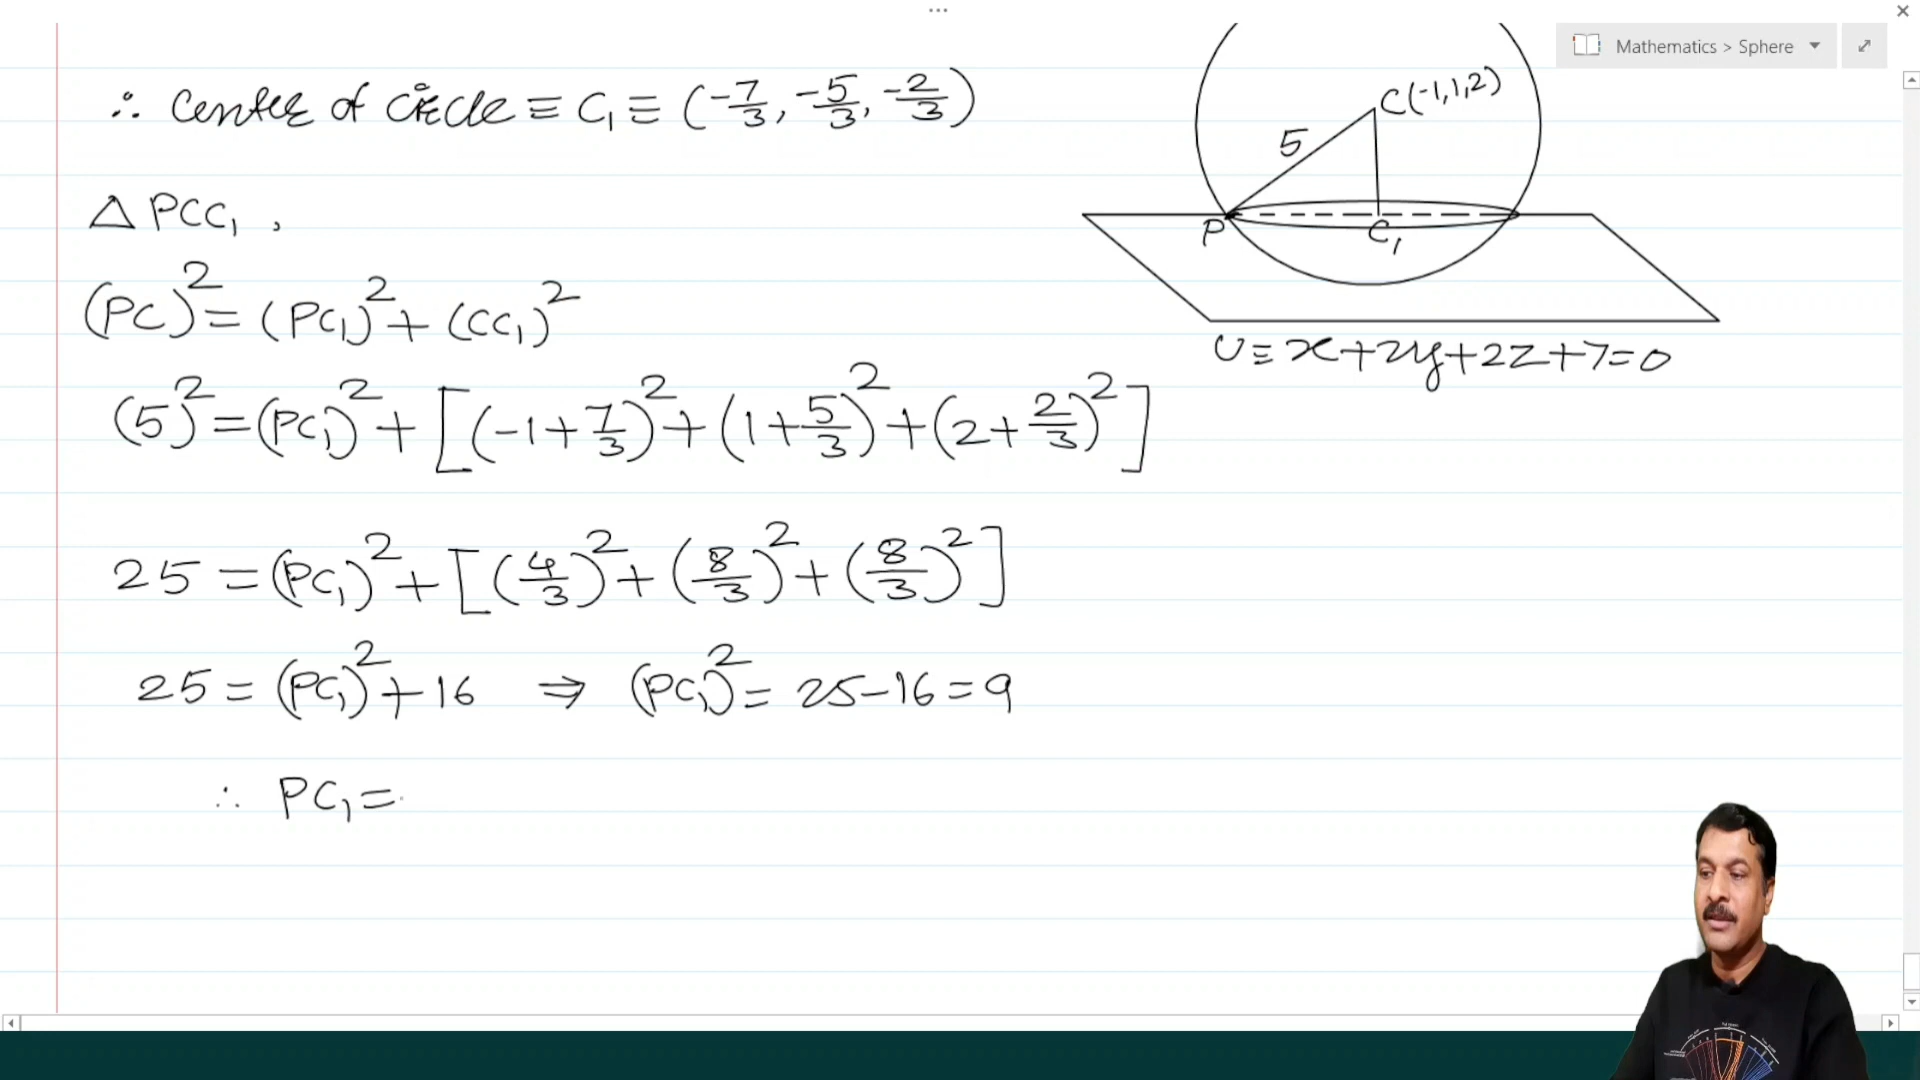 Mathematics > Sphere
∴ Center of Circle ≡ C₁ ≡ (-7/3, -5/3, -2/3)
C(-1,1,2)
5
P
C₁
U ≡ x+2y+2z+7=0
△ PCC₁,
(PC)² = (PC₁)² + (CC₁)²
(5)² = (PC₁)² + [(-1+7/3)² + (1+5/3)² + (2+2/3)²]
25 = (PC₁)² + [(4/3)² + (8/3)² + (8/3)²]
25 = (PC₁)² + 16 ⇒ (PC₁)² = 25-16 = 9
∴ PC₁ =